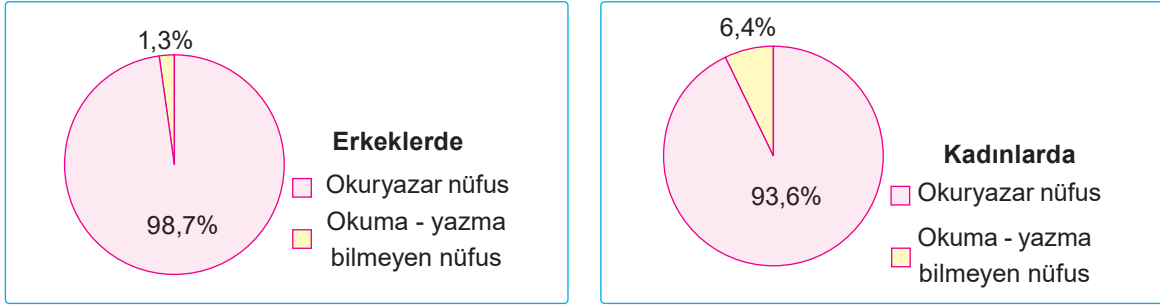 1,3%
Erkeklerde
Okuryazar nüfus
98,7%
Okuma - yazma
bilmeyen nüfus
6,4%
Kadınlarda
Okuryazar nüfus
93,6%
Okuma - yazma
bilmeyen nüfus